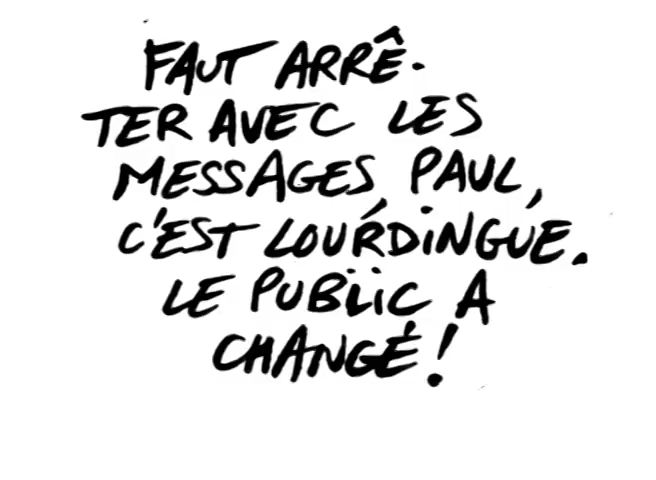 FAUT ARRÊ-
TER AVEC LES
MESSAGES, PAUL,
C'EST LOURDiNGUE.
LE PUBLiC A
CHANGÉ!